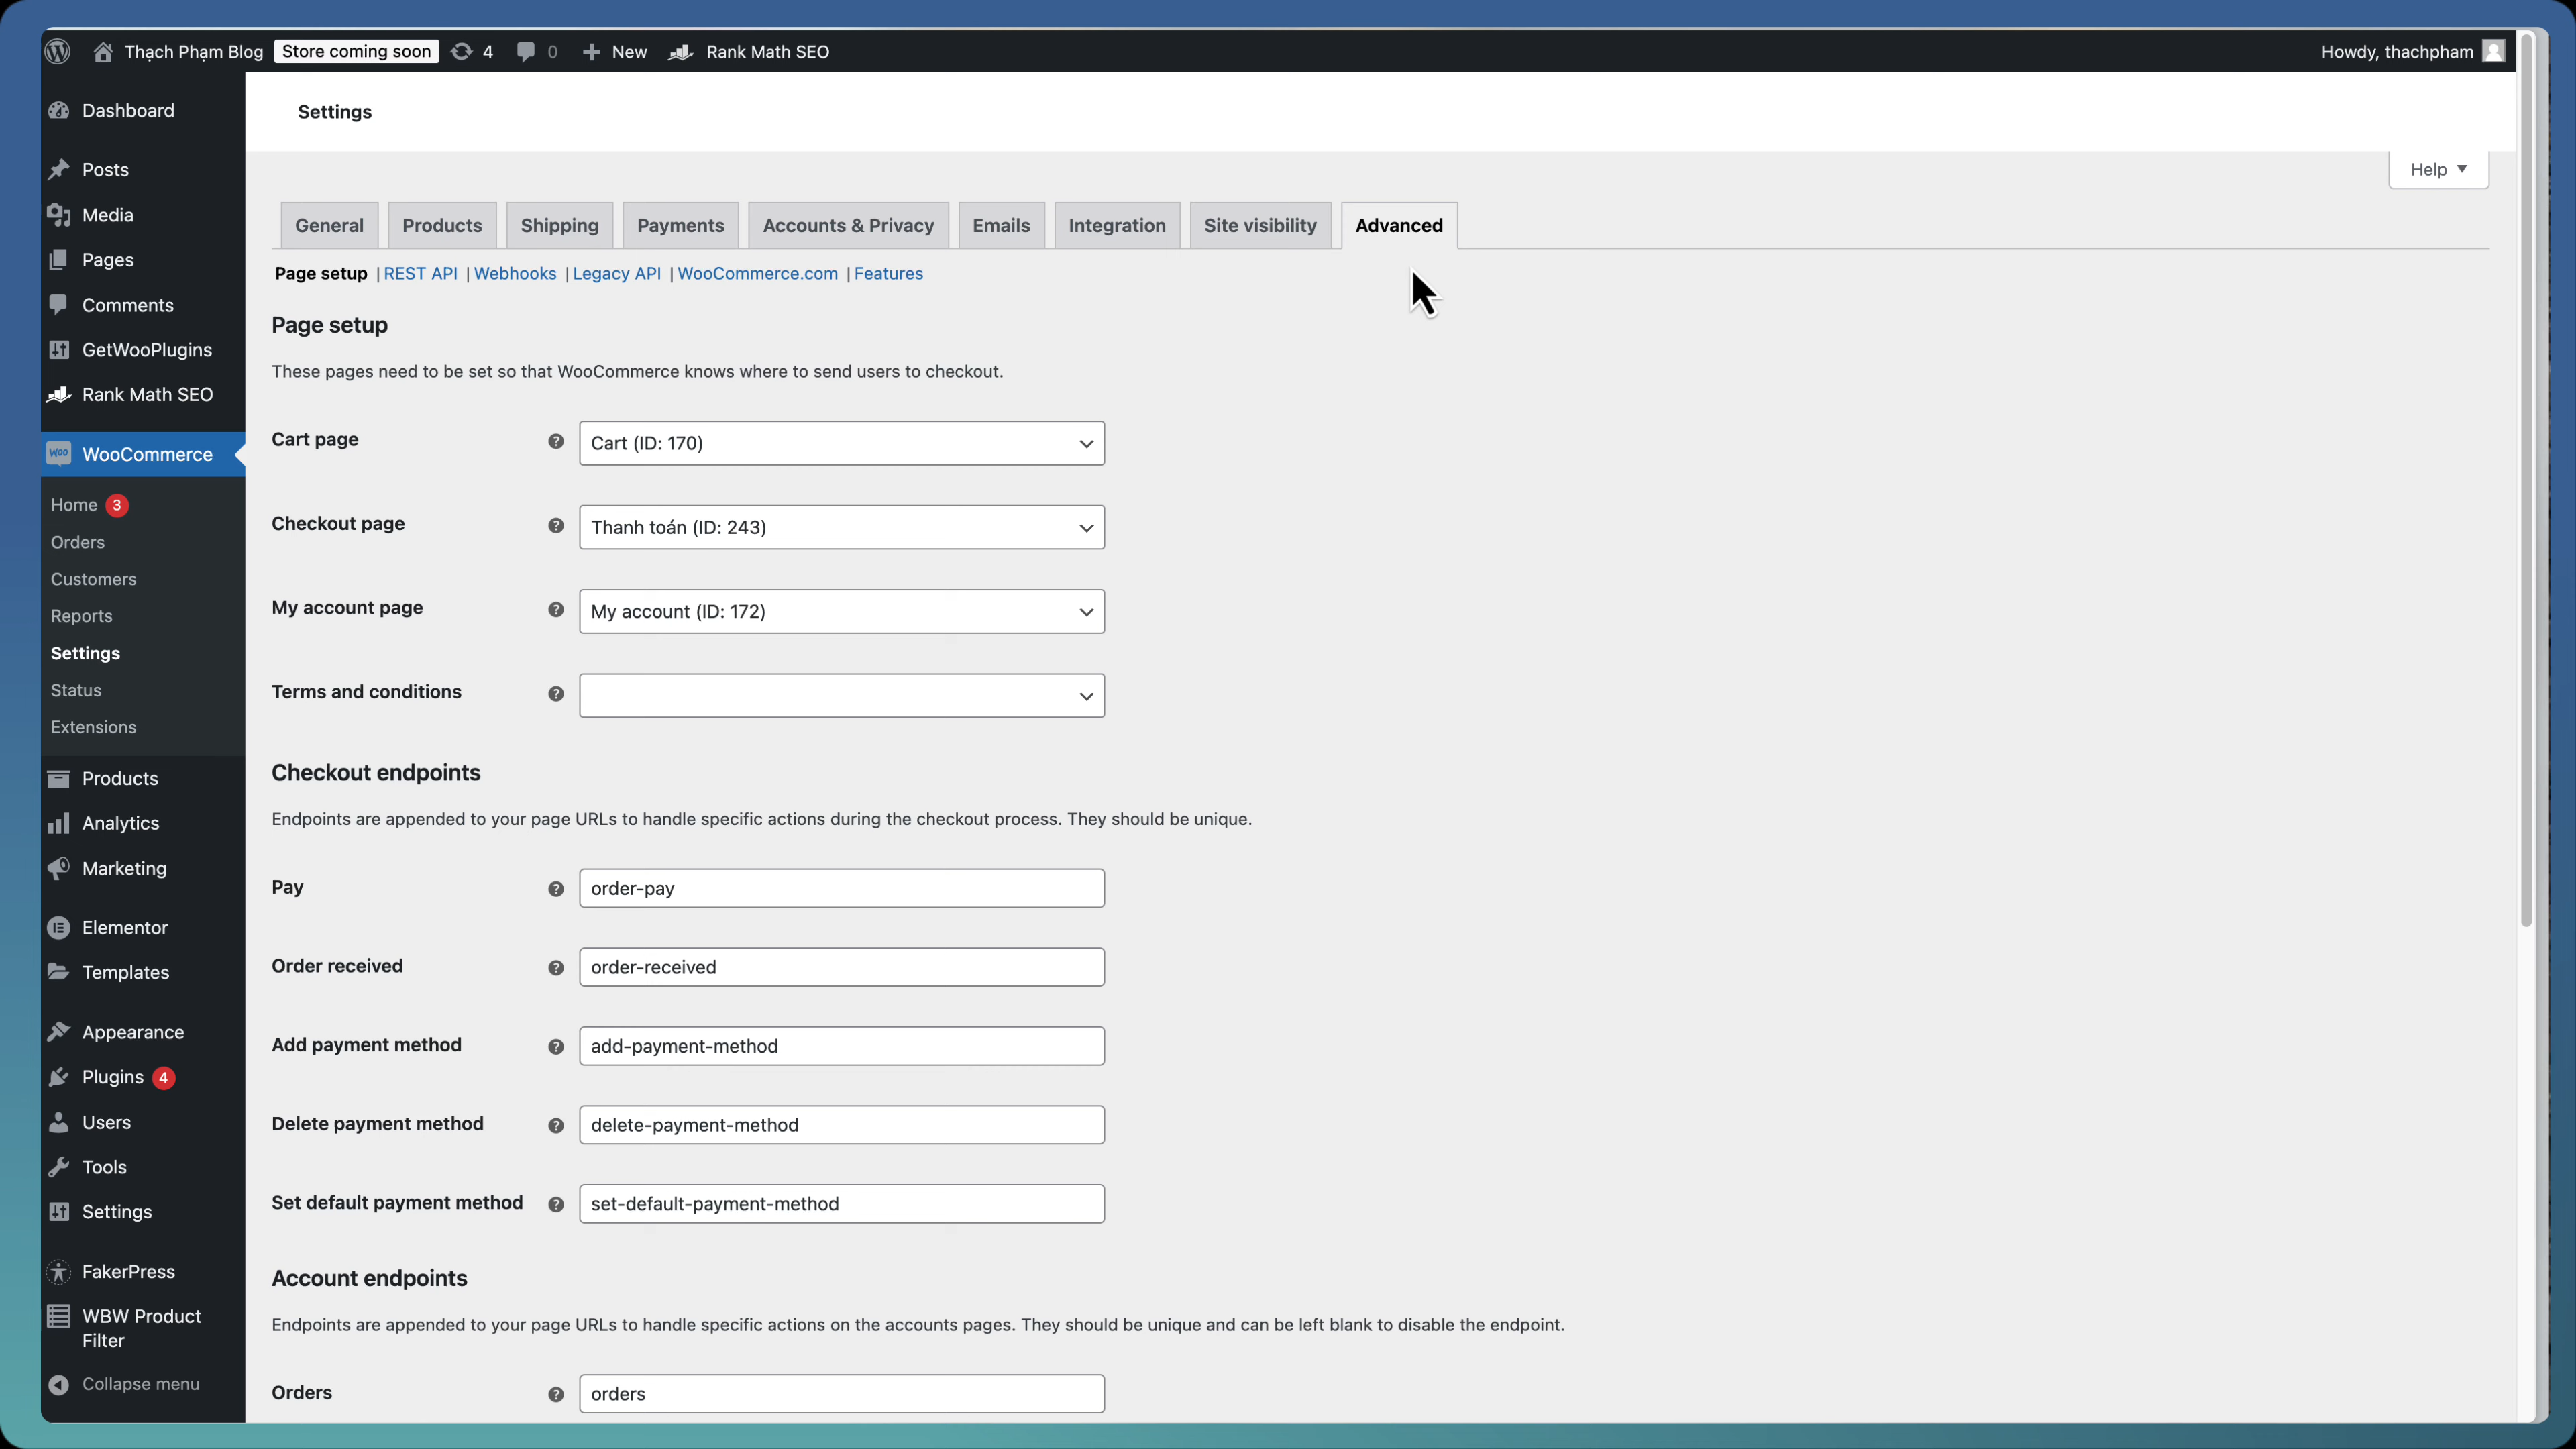 Thạch Phạm Blog Store coming soon 4 0 New Rank Math SEO Howdy, thachpham
Dashboard
Posts
Media
Pages
Comments
GetWooPlugins
Rank Math SEO
WooCommerce
Home 3
Orders
Customers
Reports
Settings
Status
Extensions
Products
Analytics
Marketing
Elementor
Templates
Appearance
Plugins 4
Users
Tools
Settings
FakerPress
WBW Product
Filter
Collapse menu
Settings
Help
General Products Shipping Payments Accounts & Privacy Emails Integration Site visibility Advanced
Page setup | REST API | Webhooks | Legacy API | WooCommerce.com | Features
Page setup
These pages need to be set so that WooCommerce knows where to send users to checkout.
Cart page ? Cart (ID: 170)
Checkout page ? Thanh toán (ID: 243)
My account page ? My account (ID: 172)
Terms and conditions ?
Checkout endpoints
Endpoints are appended to your page URLs to handle specific actions during the checkout process. They should be unique.
Pay ? order-pay
Order received ? order-received
Add payment method ? add-payment-method
Delete payment method ? delete-payment-method
Set default payment method ? set-default-payment-method
Account endpoints
Endpoints are appended to your page URLs to handle specific actions on the accounts pages. They should be unique and can be left blank to disable the endpoint.
Orders ? orders